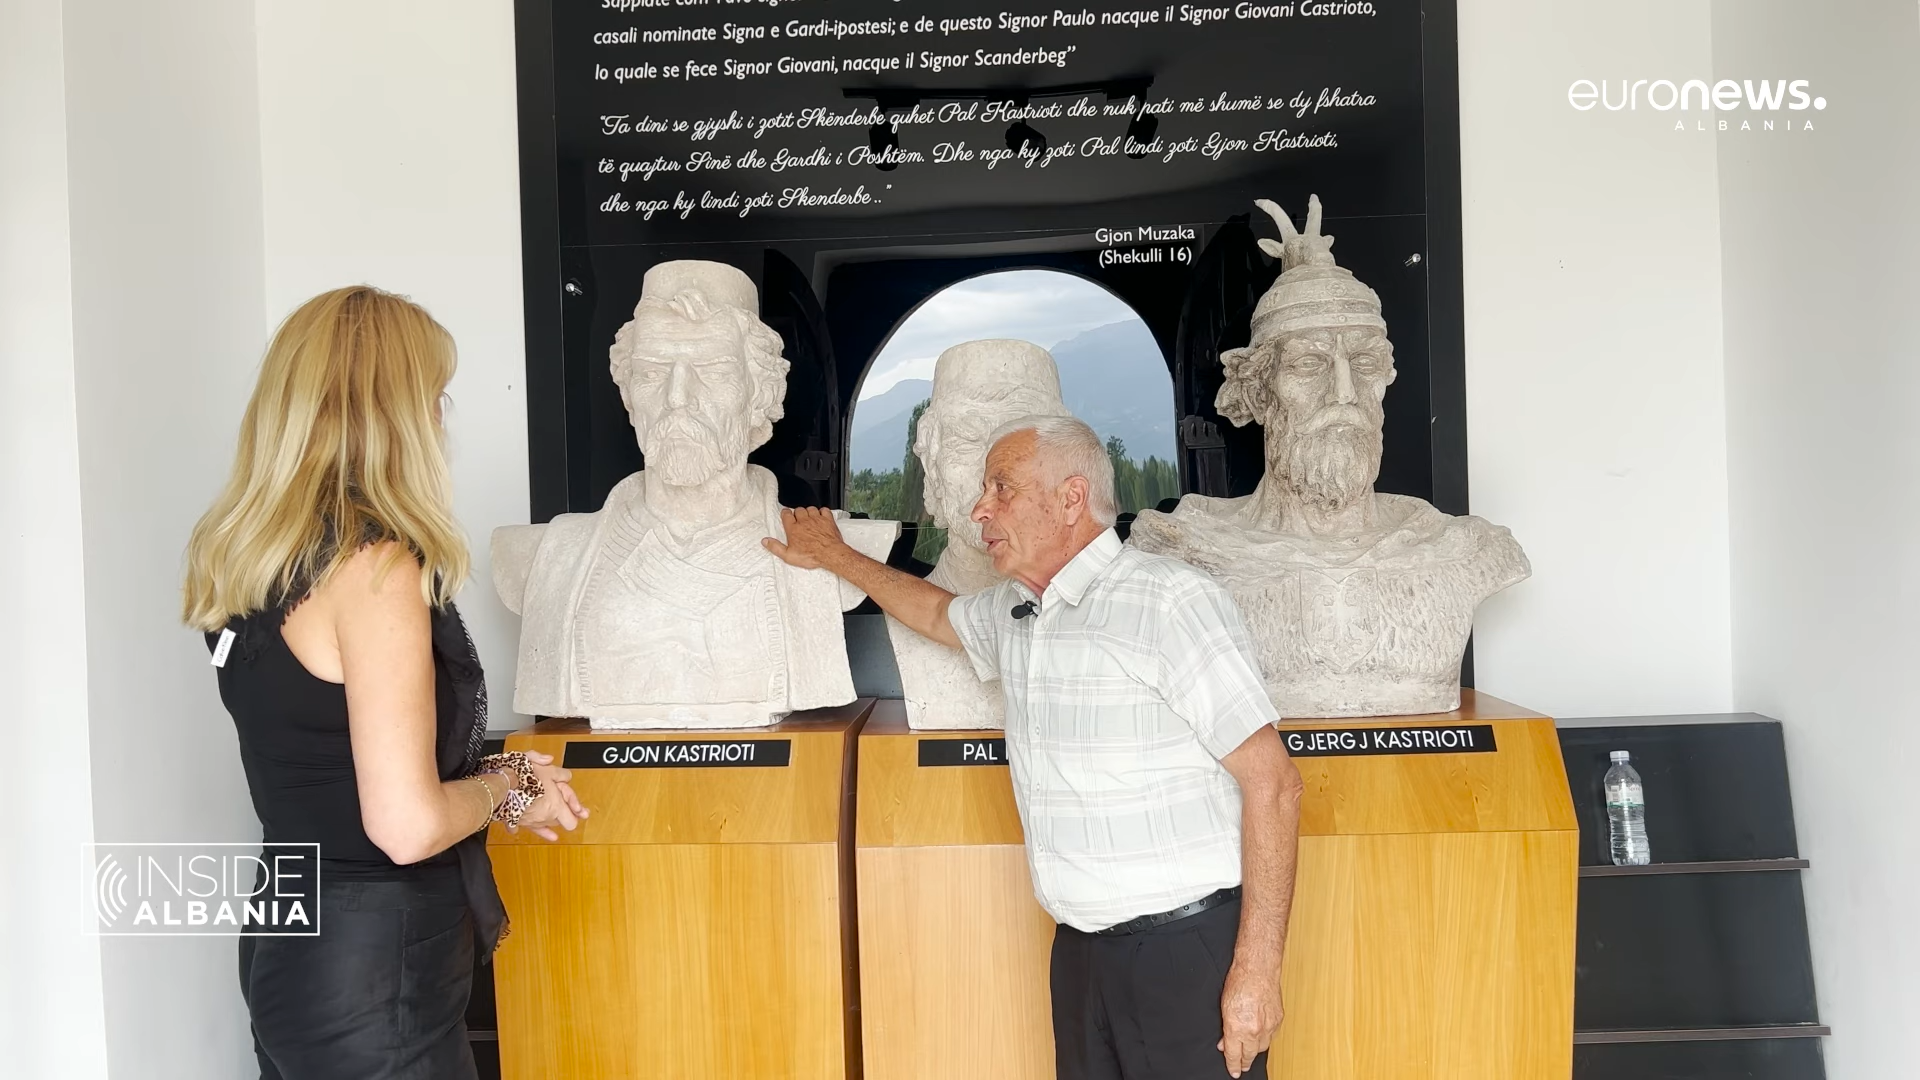 casali nominate Signa e Gardi-ipostesi; e de questo Signor Paulo nacque il Signor Giovani Castrioto,
lo quale se fece Signor Giovani, nacque il Signor Scanderbeg”
“Ta dini se gjyshi i zotit Skënderbe quhet Pal Kastrioti dhe nuk pati më shumë se dy fshatra
të quajtur Sinë dhe Gardhi i Poshtëm. Dhe nga ky zoti Pal lindi zoti Gjon Kastrioti,
dhe nga ky lindi zoti Skenderbe..”
Gjon Muzaka
(Shekulli 16)
GJON KASTRIOTI
PAL
GJERGJ KASTRIOTI
euronews.
ALBANIA
INSIDE
ALBANIA